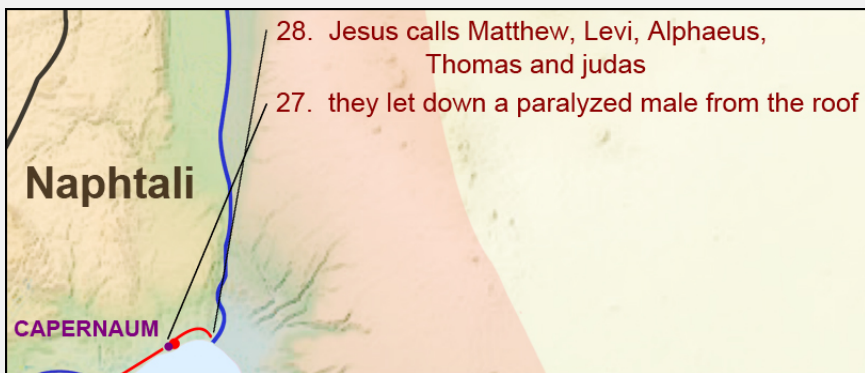 28. Jesus calls Matthew, Levi, Alphaeus,
Thomas and judas
27. they let down a paralyzed male from the roof
Naphtali
CAPERNAUM